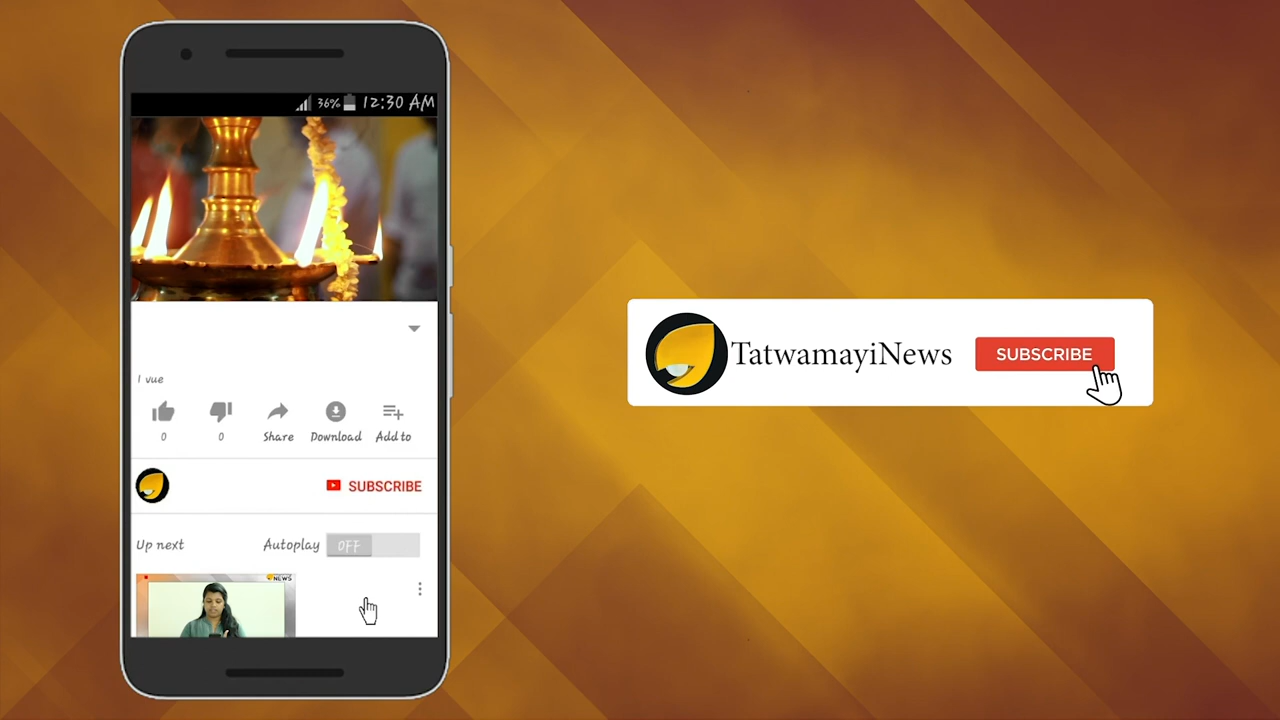 36% 12:30 AM
1 vue
0 0 Share Download Add to
SUBSCRIBE
Up next Autoplay OFF
NEWS
TatwamayiNews SUBSCRIBE